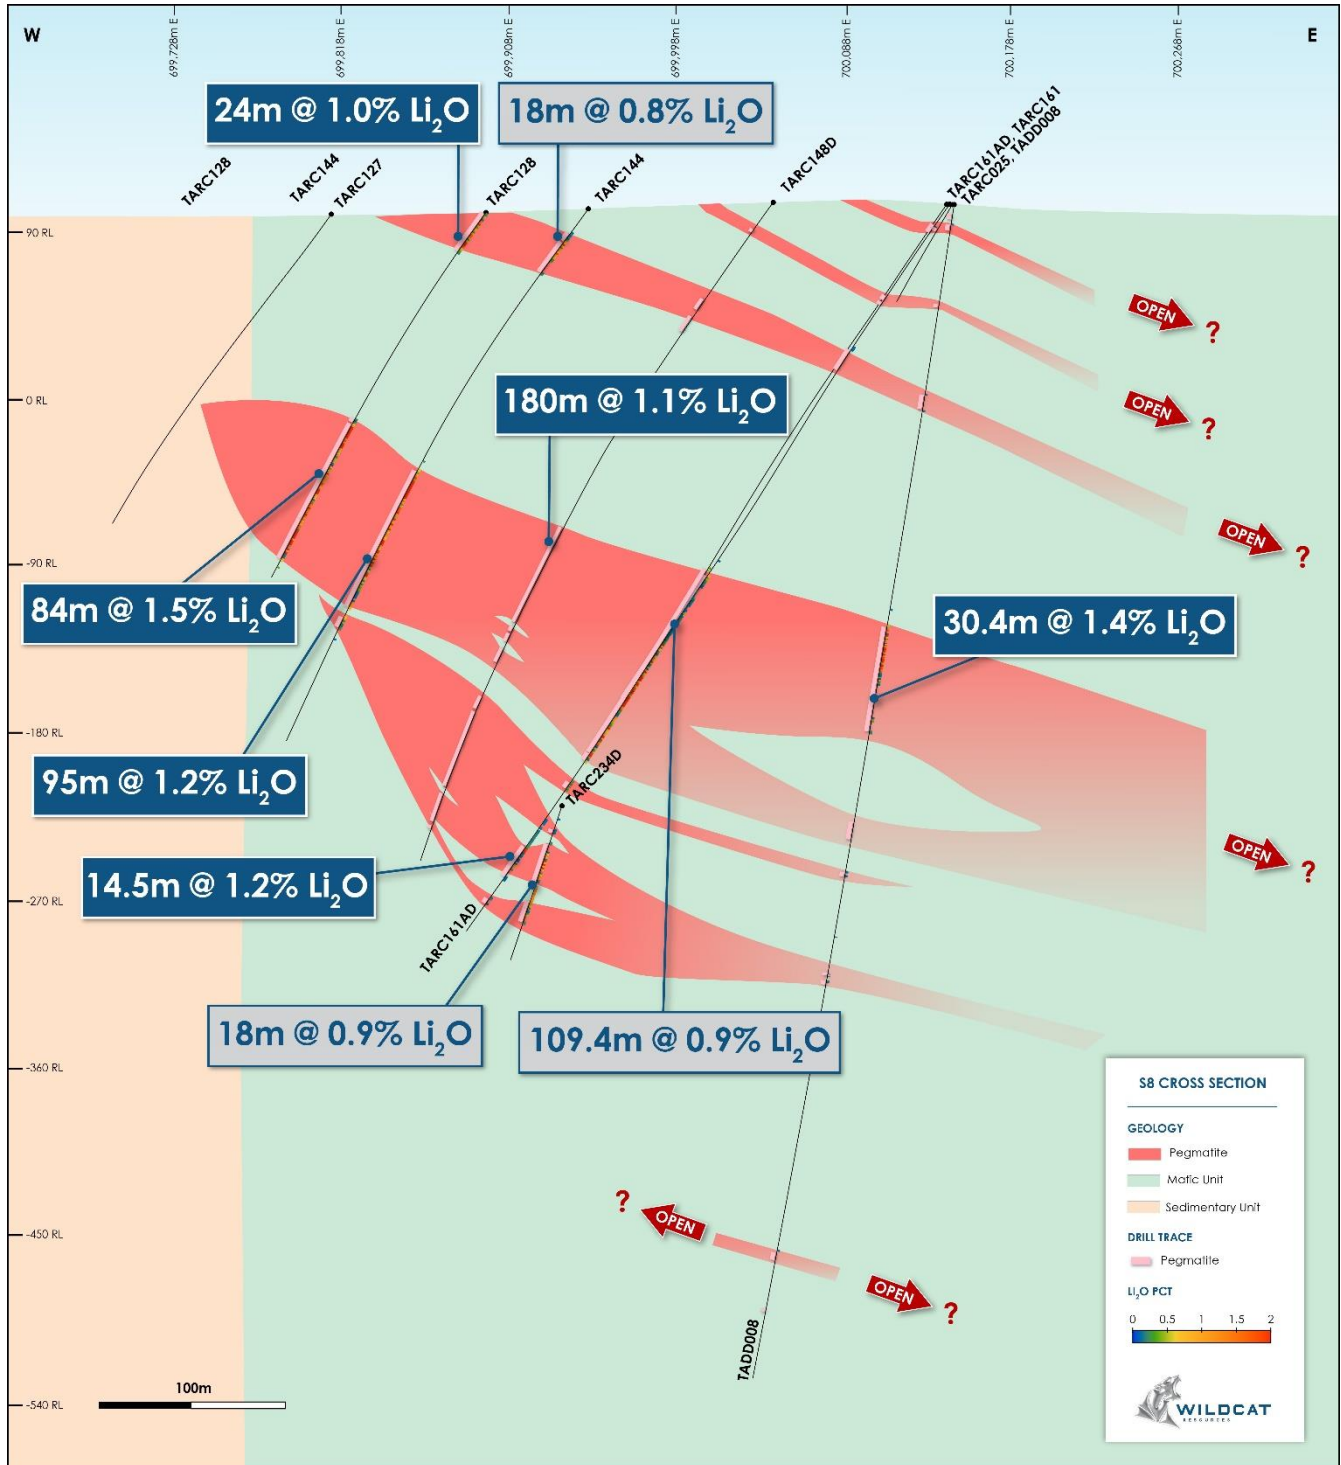 W
E
699,728m E
699,818m E
699,908m E
699,998m E
700,088m E
700,178m E
700,268m E
24m @ 1.0% Li₂O
18m @ 0.8% Li₂O
TARC128
TARC144
TARC127
TARC128
TARC144
TARC148D
TARC161AD, TARC161
TARC025, TADD008
90 RL
OPEN
?
0 RL
180m @ 1.1% Li₂O
OPEN
?
OPEN
?
-90 RL
84m @ 1.5% Li₂O
30.4m @ 1.4% Li₂O
-180 RL
95m @ 1.2% Li₂O
TARC234D
OPEN
?
14.5m @ 1.2% Li₂O
-270 RL
TARC161AD
18m @ 0.9% Li₂O
109.4m @ 0.9% Li₂O
-360 RL
S8 CROSS SECTION
GEOLOGY
Pegmatite
Mafic Unit
Sedimentary Unit
DRILL TRACE
Pegmatite
Li₂O PCT
0 0.5 1 1.5 2
WILDCAT
RESOURCES
?
OPEN
-450 RL
OPEN
?
TADD008
100m
-540 RL